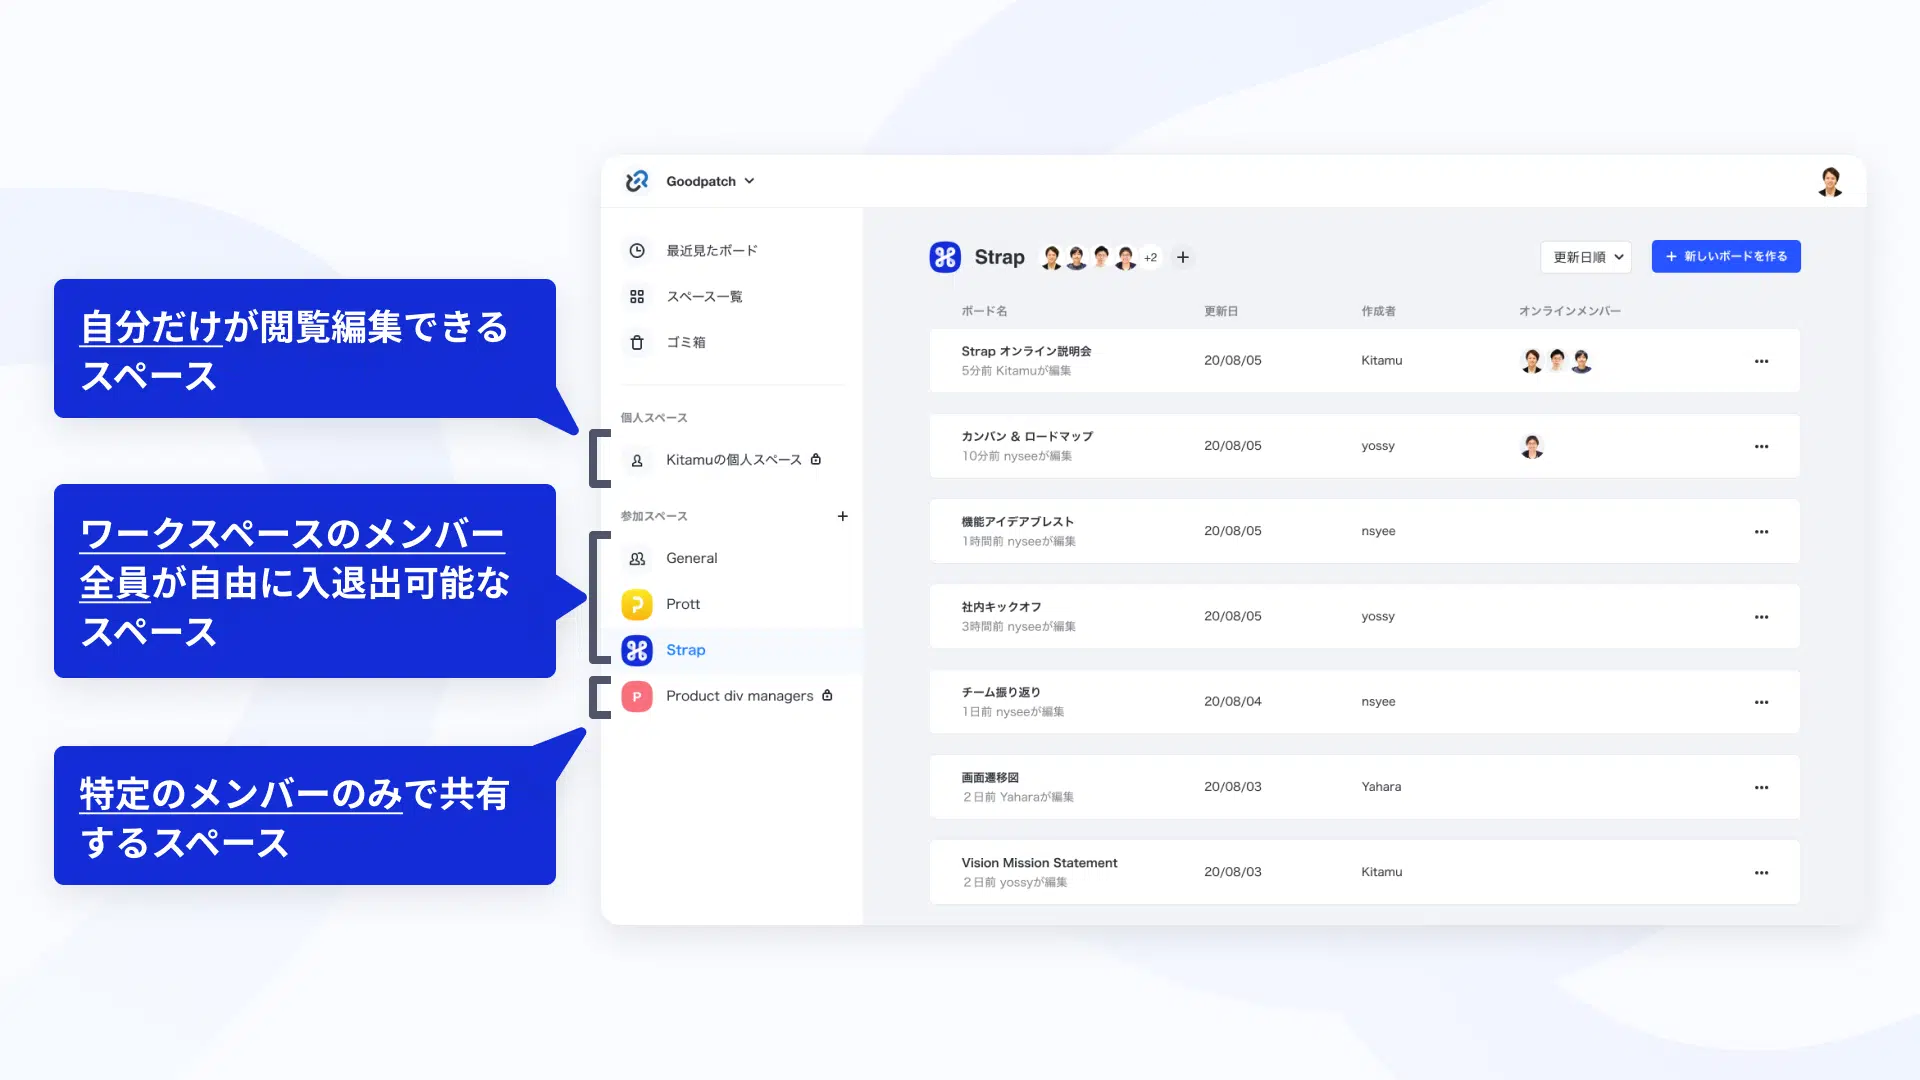 自分だけが閲覧編集できる
スペース
ワークスペースのメンバー
全員が自由に入退出可能な
スペース
特定のメンバーのみで共有
するスペース
Goodpatch
最近見たボード
スペース一覧
ゴミ箱
個人スペース
Kitamuの個人スペース
参加スペース
General
Prott
Strap
P
Product div managers
Strap
+2
更新日順
新しいボードを作る
ボード名 更新日 作成者 オンラインメンバー
Strap オンライン説明会
5分前 Kitamuが編集
20/08/05
Kitamu
カンバン & ロードマップ
10分前 nyseeが編集
20/08/05
yossy
機能アイデアブレスト
1時間前 nyseeが編集
20/08/05
nsyee
社内キックオフ
3時間前 nyseeが編集
20/08/05
yossy
チーム振り返り
1日前 nyseeが編集
20/08/04
nsyee
画面遷移図
2日前 Yaharaが編集
20/08/03
Yahara
Vision Mission Statement
2日前 yossyが編集
20/08/03
Kitamu